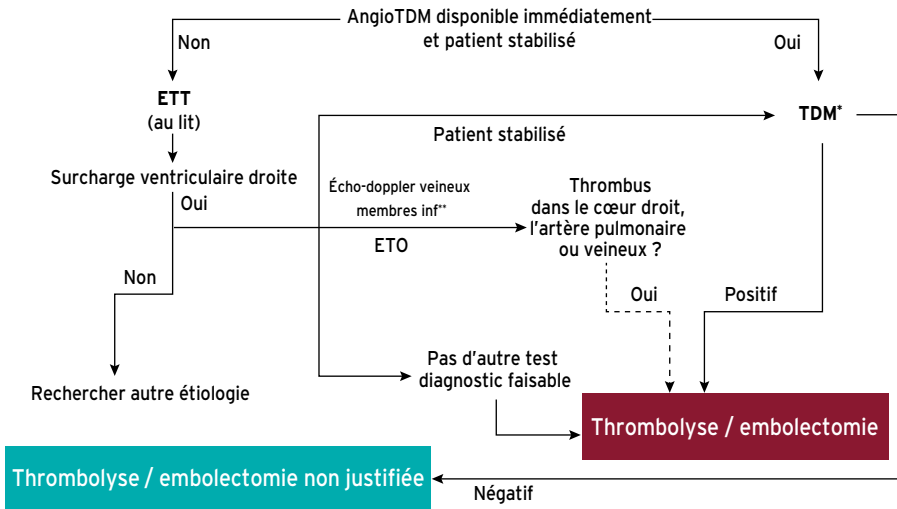 AngioTDM disponible immédiatement
et patient stabilisé
Non
Oui
ETT
(au lit)
TDM*
Patient stabilisé
Surcharge ventriculaire droite
Oui
Écho-doppler veineux
membres inf**
ETO
Thrombus
dans le cœur droit,
l'artère pulmonaire
ou veineux ?
Non
Oui
Positif
Rechercher autre étiologie
Pas d'autre test
diagnostic faisable
Thrombolyse / embolectomie
Thrombolyse / embolectomie non justifiée
Négatif